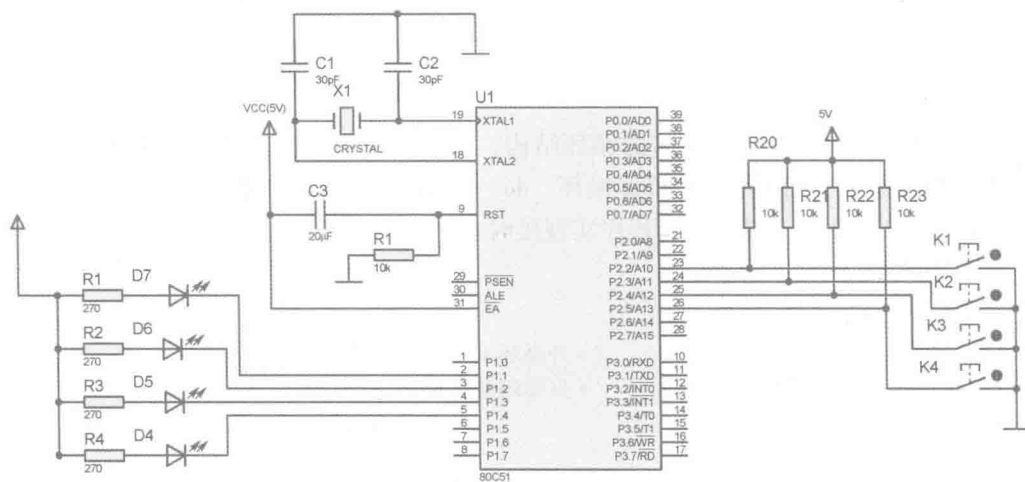 C1
30pF
C2
30pF
X1
CRYSTAL
VCC(5V)
C3
20μF
R1
10k
U1
19 XTAL1
18 XTAL2
9 RST
29 PSEN
30 ALE
31 EA
1 P1.0
2 P1.1
3 P1.2
4 P1.3
5 P1.4
6 P1.5
7 P1.6
8 P1.7
80C51
P0.0/AD0 39
P0.1/AD1 38
P0.2/AD2 37
P0.3/AD3 36
P0.4/AD4 35
P0.5/AD5 34
P0.6/AD6 33
P0.7/AD7 32
P2.0/A8 21
P2.1/A9 22
P2.2/A10 23
P2.3/A11 24
P2.4/A12 25
P2.5/A13 26
P2.6/A14 27
P2.7/A15 28
P3.0/RXD 10
P3.1/TXD 11
P3.2/INT0 12
P3.3/INT1 13
P3.4/T0 14
P3.5/T1 15
P3.6/WR 16
P3.7/RD 17
R1 D7
270
R2 D6
270
R3 D5
270
R4 D4
270
5V
R20
10k
R21
10k
R22
10k
R23
10k
K1
K2
K3
K4